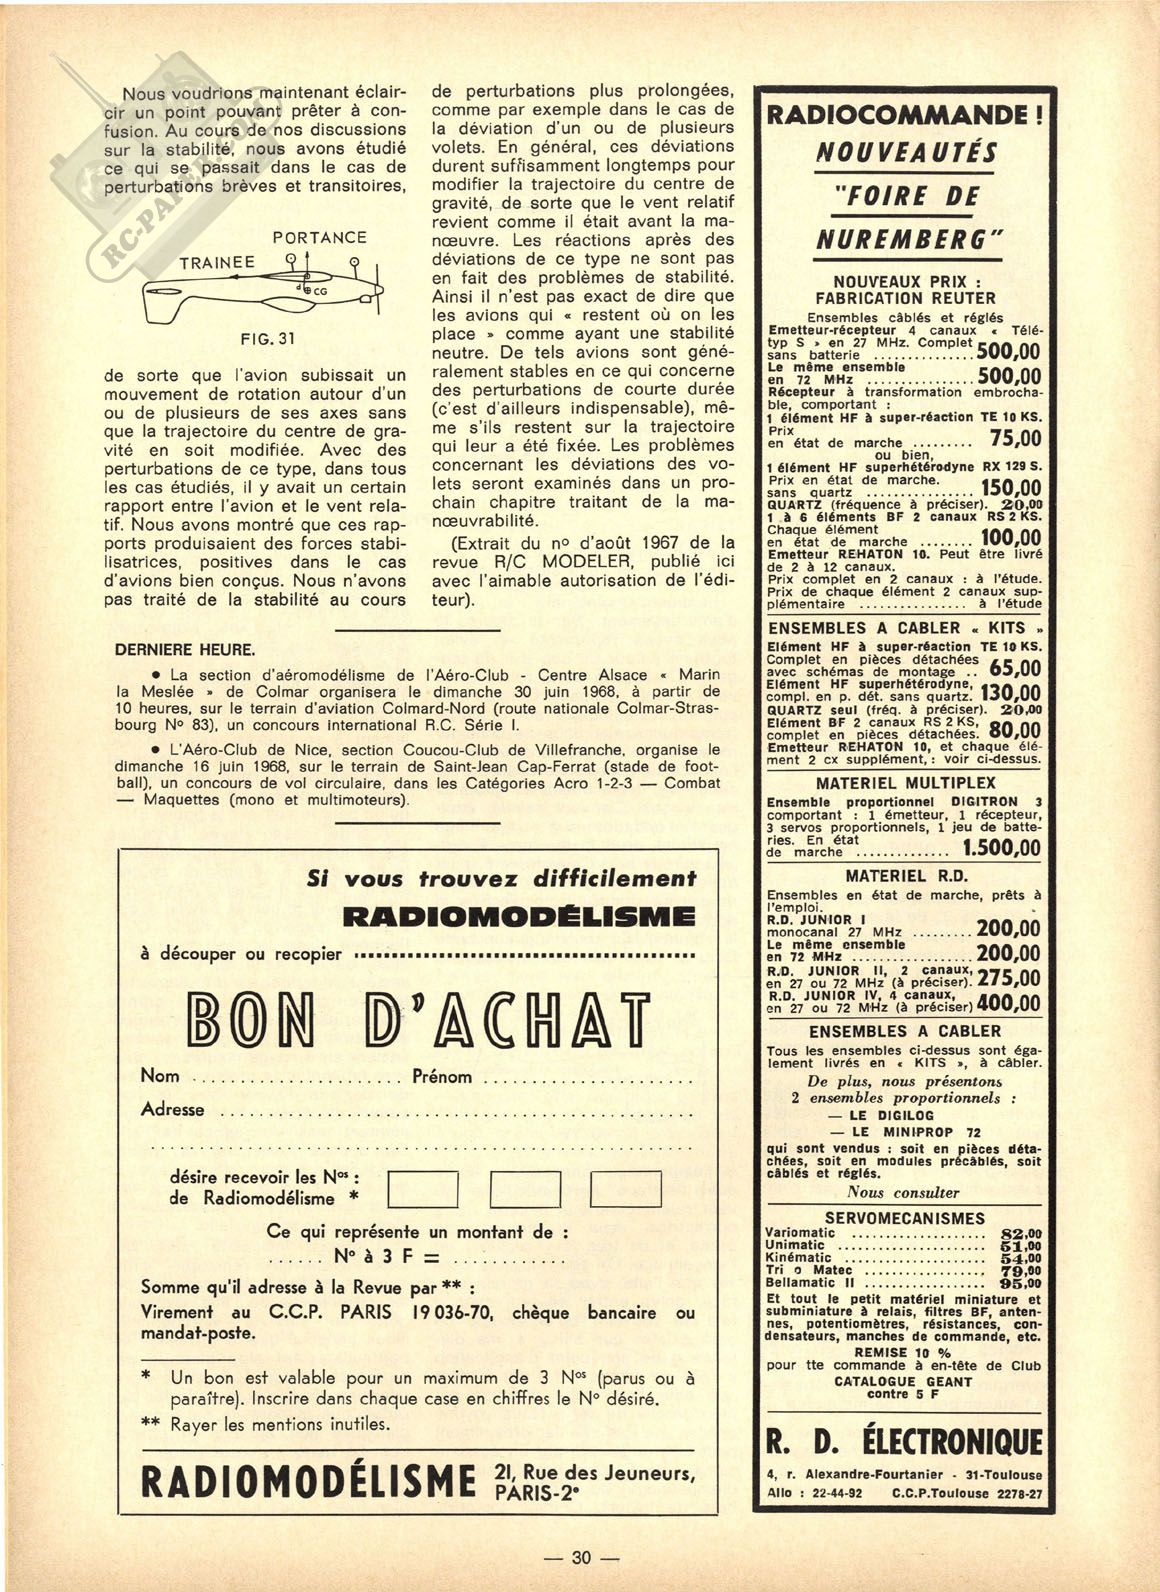 RC-PAPER.COM
Nous voudrions maintenant éclair-
cir un point pouvant prêter à con-
fusion. Au cours de nos discussions
sur la stabilité, nous avons étudié
ce qui se passait dans le cas de
perturbations brèves et transitoires,
PORTANCE
TRAINEE
d
CG
FIG. 31
de sorte que l'avion subissait un
mouvement de rotation autour d'un
ou de plusieurs de ses axes sans
que la trajectoire du centre de gra-
vité en soit modifiée. Avec des
perturbations de ce type, dans tous
les cas étudiés, il y avait un certain
rapport entre l'avion et le vent rela-
tif. Nous avons montré que ces rap-
ports produisaient des forces stabi-
lisatrices, positives dans le cas
d'avions bien conçus. Nous n'avons
pas traité de la stabilité au cours
de perturbations plus prolongées,
comme par exemple dans le cas de
la déviation d'un ou de plusieurs
volets. En général, ces déviations
durent suffisamment longtemps pour
modifier la trajectoire du centre de
gravité, de sorte que le vent relatif
revient comme il était avant la ma-
nœuvre. Les réactions après des
déviations de ce type ne sont pas
en fait des problèmes de stabilité.
Ainsi il n'est pas exact de dire que
les avions qui « restent où on les
place » comme ayant une stabilité
neutre. De tels avions sont géné-
ralement stables en ce qui concerne
des perturbations de courte durée
(c'est d'ailleurs indispensable), mê-
me s'ils restent sur la trajectoire
qui leur a été fixée. Les problèmes
concernant les déviations des vo-
lets seront examinés dans un pro-
chain chapitre traitant de la ma-
nœuvrabilité.
(Extrait du n° d'août 1967 de la
revue R/C MODELER, publié ici
avec l'aimable autorisation de l'édi-
teur).
DERNIERE HEURE.
• La section d'aéromodélisme de l'Aéro-Club - Centre Alsace « Marin
la Meslée » de Colmar organisera le dimanche 30 juin 1968, à partir de
10 heures, sur le terrain d'aviation Colmard-Nord (route nationale Colmar-Stras-
bourg N° 83), un concours international R.C. Série I.
• L'Aéro-Club de Nice, section Coucou-Club de Villefranche, organise le
dimanche 16 juin 1968, sur le terrain de Saint-Jean Cap-Ferrat (stade de foot-
ball), un concours de vol circulaire, dans les Catégories Acro 1-2-3 — Combat
— Maquettes (mono et multimoteurs).
Si vous trouvez difficilement
RADIOMODÉLISME
à découper ou recopier ........................................
BON D'ACHAT
Nom ..................... Prénom .....................
Adresse ................................................
.......................................................
désire recevoir les Nos :
de Radiomodélisme *
Ce qui représente un montant de :
...... N° à 3 F = ............
Somme qu'il adresse à la Revue par ** :
Virement au C.C.P. PARIS 19 036-70, chèque bancaire ou
mandat-poste.
* Un bon est valable pour un maximum de 3 Nos (parus ou à
paraître). Inscrire dans chaque case en chiffres le N° désiré.
** Rayer les mentions inutiles.
RADIOMODÉLISME 21, Rue des Jeuneurs,
PARIS-2e
RADIOCOMMANDE !
NOUVEAUTÉS
"FOIRE DE
NUREMBERG"
NOUVEAUX PRIX :
FABRICATION REUTER
Ensembles câblés et réglés
Emetteur-récepteur 4 canaux « Télé-
typ S » en 27 MHz. Complet
sans batterie .............. 500,00
Le même ensemble
en 72 MHz ................ 500,00
Récepteur à transformation embrocha-
ble, comportant :
1 élément HF à super-réaction TE 10 KS.
Prix
en état de marche ......... 75,00
ou bien,
1 élément HF superhétérodyne RX 129 S.
Prix en état de marche.
sans quartz ................ 150,00
QUARTZ (fréquence à préciser). 20,00
1 à 6 éléments BF 2 canaux RS 2 KS.
Chaque élément
en état de marche ........ 100,00
Emetteur REHATON 10. Peut être livré
de 2 à 12 canaux.
Prix complet en 2 canaux : à l'étude.
Prix de chaque élément 2 canaux sup-
plémentaire ................ à l'étude
ENSEMBLES A CABLER « KITS »
Elément HF à super-réaction TE 10 KS.
Complet en pièces détachées
avec schémas de montage .. 65,00
Elément HF superhétérodyne,
compl. en p. dét. sans quartz. 130,00
QUARTZ seul (fréq. à préciser). 20,00
Elément BF 2 canaux RS 2 KS,
complet en pièces détachées. 80,00
Emetteur REHATON 10, et chaque élé-
ment 2 cx supplément, : voir ci-dessus.
MATERIEL MULTIPLEX
Ensemble proportionnel DIGITRON 3
comportant : 1 émetteur, 1 récepteur,
3 servos proportionnels, 1 jeu de batte-
ries. En état
de marche .............. 1.500,00
MATERIEL R.D.
Ensembles en état de marche, prêts à
l'emploi.
R.D. JUNIOR I
monocanal 27 MHz ......... 200,00
Le même ensemble
en 72 MHz .................. 200,00
R.D. JUNIOR II, 2 canaux,
en 27 ou 72 MHz (à préciser). 275,00
R.D. JUNIOR IV, 4 canaux,
en 27 ou 72 MHz (à préciser) 400,00
ENSEMBLES A CABLER
Tous les ensembles ci-dessus sont éga-
lement livrés en « KITS », à câbler.
De plus, nous présentons
2 ensembles proportionnels :
— LE DIGILOG
— LE MINIPROP 72
qui sont vendus : soit en pièces déta-
chées, soit en modules précâblés, soit
câblés et réglés.
Nous consulter
SERVOMECANISMES
Variomatic .................... 82,00
Unimatic ...................... 51,00
Kinématic ..................... 54,00
Tri o Matec .................. 79,00
Bellamatic II .................. 95,00
Et tout le petit matériel miniature et
subminiature à relais, filtres BF, anten-
nes, potentiomètres, résistances, con-
densateurs, manches de commande, etc.
REMISE 10 %
pour tte commande à en-tête de Club
CATALOGUE GEANT
contre 5 F
R. D. ÉLECTRONIQUE
4, r. Alexandre-Fourtanier - 31-Toulouse
Allo : 22-44-92 C.C.P. Toulouse 2278-27
— 30 —